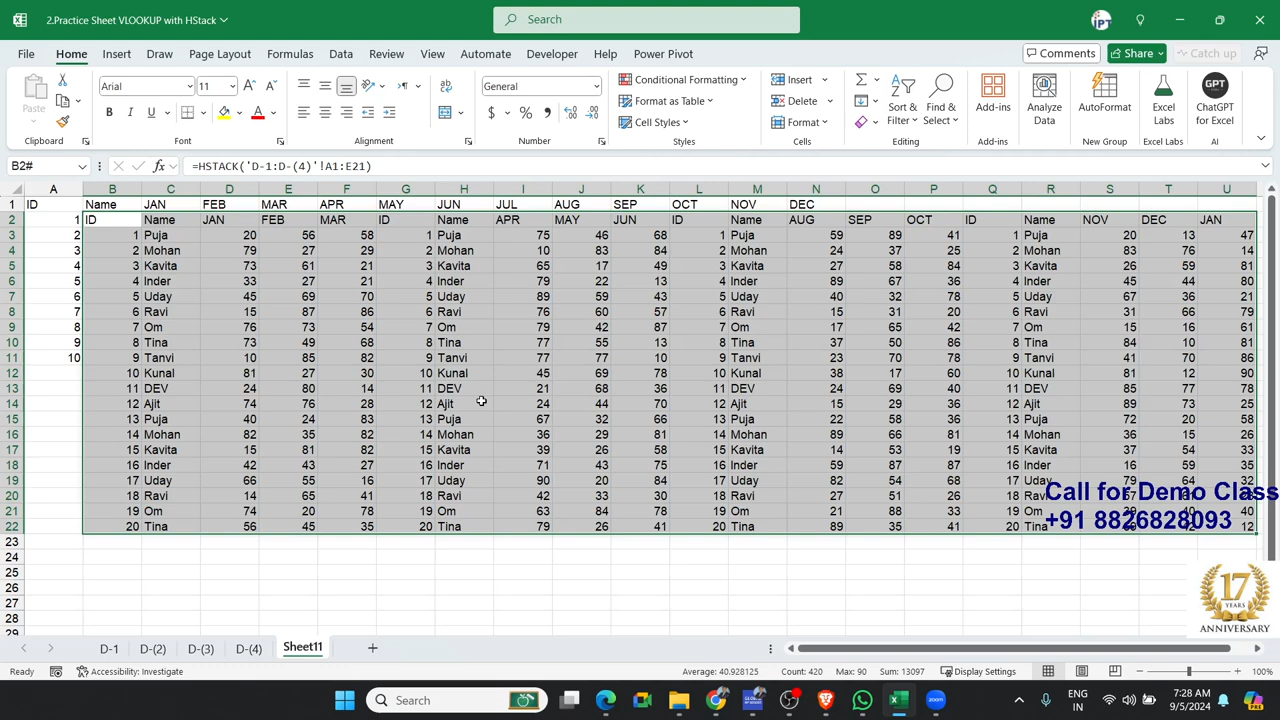 2.Practice Sheet VLOOKUP with HStack
Search
iPT
File Home Insert Draw Page Layout Formulas Data Review View Automate Developer Help Power Pivot
Comments Share Catch up
Paste
Arial 11
General
Conditional Formatting
Format as Table
Cell Styles
Insert
Delete
Format
Sort & Filter
Find & Select
Add-ins
Analyze Data
AutoFormat
Excel Labs
ChatGPT for Excel
Clipboard Font Alignment Number Styles Cells Editing Add-ins New Group Excel Labs AI
B2# fx =HSTACK('D-1:D-(4)'!A1:E21)
A B C D E F G H I J K L M N O P Q R S T U
1 ID Name JAN FEB MAR APR MAY JUN JUL AUG SEP OCT NOV DEC
2 1 ID Name JAN FEB MAR ID Name APR MAY JUN ID Name AUG SEP OCT ID Name NOV DEC JAN
3 2 1 Puja 20 56 58 1 Puja 75 46 68 1 Puja 59 89 41 1 Puja 20 13 47
4 3 2 Mohan 79 27 29 2 Mohan 10 83 84 2 Mohan 24 37 25 2 Mohan 83 76 14
5 4 3 Kavita 73 61 21 3 Kavita 65 17 49 3 Kavita 27 58 84 3 Kavita 26 59 81
6 5 4 Inder 33 27 21 4 Inder 79 22 13 4 Inder 89 67 36 4 Inder 45 44 80
7 6 5 Uday 45 69 70 5 Uday 89 59 43 5 Uday 40 32 78 5 Uday 67 36 21
8 7 6 Ravi 15 87 86 6 Ravi 76 60 57 6 Ravi 15 31 20 6 Ravi 31 66 79
9 8 7 Om 76 73 54 7 Om 79 42 87 7 Om 17 65 42 7 Om 15 16 61
10 9 8 Tina 73 49 68 8 Tina 77 55 13 8 Tina 37 50 86 8 Tina 84 10 81
11 10 9 Tanvi 10 85 82 9 Tanvi 77 77 10 9 Tanvi 23 70 78 9 Tanvi 41 70 86
12 10 Kunal 81 27 30 10 Kunal 45 69 78 10 Kunal 38 17 60 10 Kunal 81 12 90
13 11 DEV 24 80 14 11 DEV 21 68 36 11 DEV 24 69 40 11 DEV 85 77 78
14 12 Ajit 74 76 28 12 Ajit 24 44 70 12 Ajit 15 29 36 12 Ajit 89 73 25
15 13 Puja 40 24 83 13 Puja 67 32 66 13 Puja 22 58 36 13 Puja 72 20 58
16 14 Mohan 82 35 82 14 Mohan 36 29 81 14 Mohan 89 66 81 14 Mohan 36 15 26
17 15 Kavita 15 81 82 15 Kavita 39 26 58 15 Kavita 14 53 19 15 Kavita 37 54 33
18 16 Inder 42 43 27 16 Inder 71 43 75 16 Inder 59 87 87 16 Inder 16 59 35
19 17 Uday 66 55 16 17 Uday 90 20 84 17 Uday 82 54 68 17 Uday 79 64 32
20 18 Ravi 14 65 41 18 Ravi 42 33 30 18 Ravi 27 51 26 18 Ravi
21 19 Om 74 20 78 19 Om 63 84 78 19 Om 21 88 33 19 Om 40
22 20 Tina 56 45 35 20 Tina 79 26 41 20 Tina 89 35 41 20 Tina 12
23
24
25
26
27
28
29
Call for Demo Class
+91 8826828093
17
YEARS
ANNIVERSARY
D-1 D-(2) D-(3) D-(4) Sheet11
Ready Accessibility: Investigate Average: 40.928125 Count: 420 Max: 90 Sum: 13097 Display Settings 100%
Search
ENG
IN
7:28 AM
9/5/2024